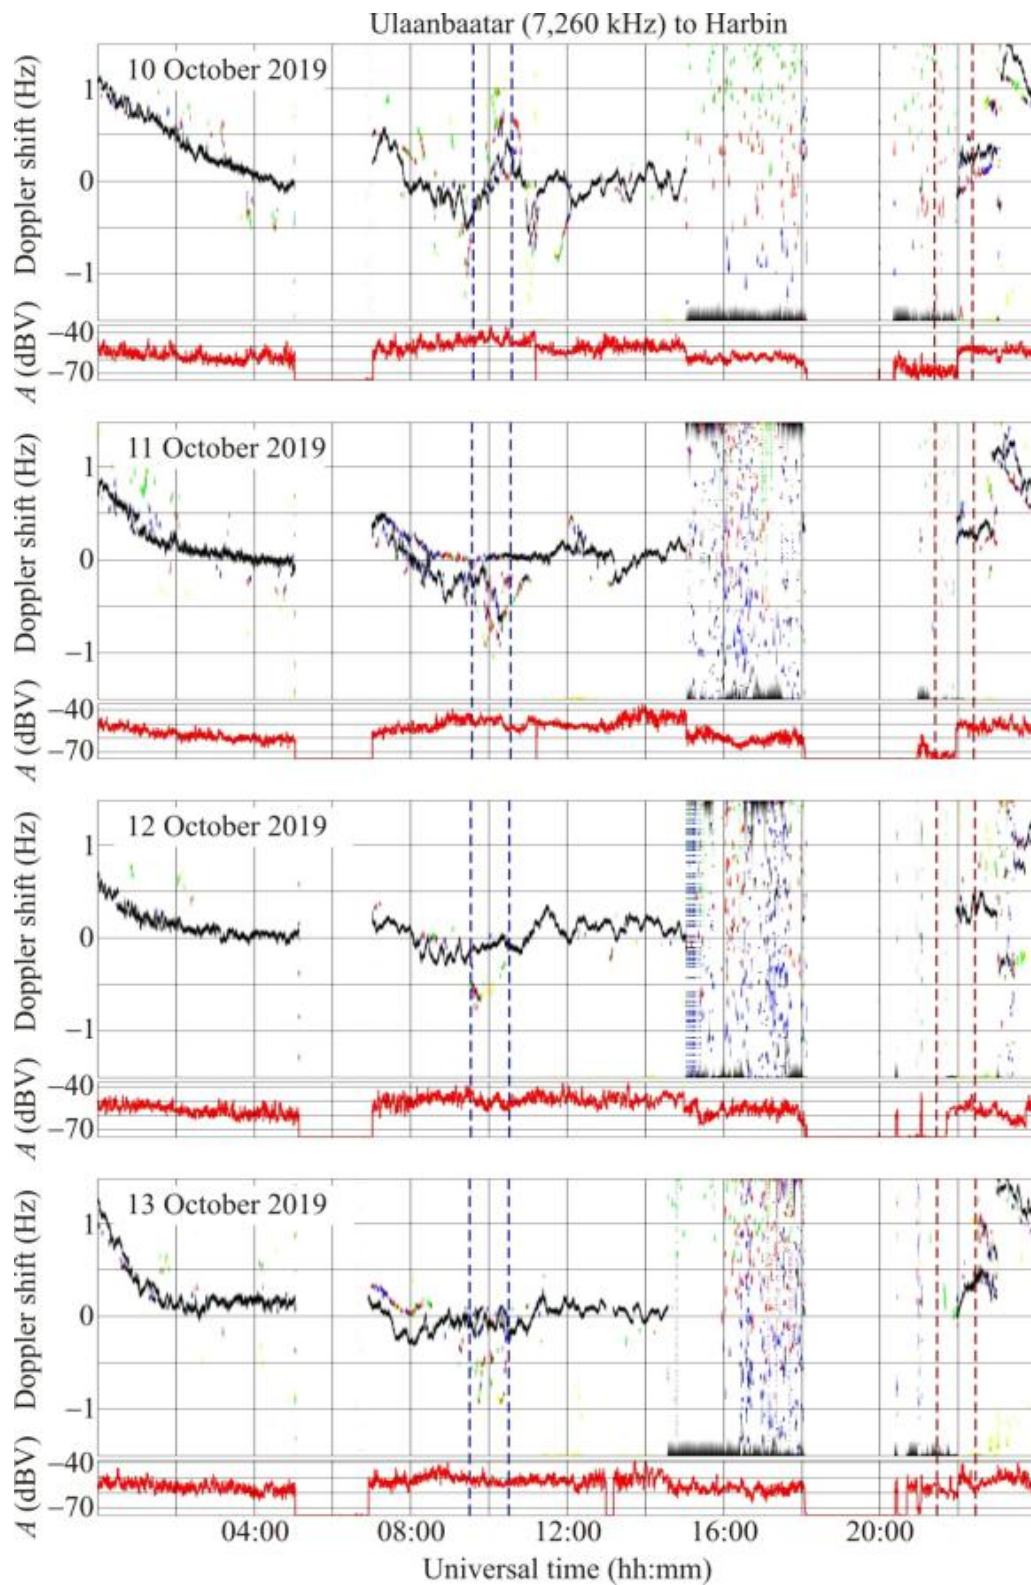 Ulaanbaatar (7,260 kHz) to Harbin
10 October 2019
Doppler shift (Hz)
1
0
−1
A (dBV)
−40
−70
11 October 2019
Doppler shift (Hz)
1
0
−1
A (dBV)
−40
−70
12 October 2019
Doppler shift (Hz)
1
0
−1
A (dBV)
−40
−70
13 October 2019
Doppler shift (Hz)
1
0
−1
A (dBV)
−40
−70
04:00 08:00 12:00 16:00 20:00
Universal time (hh:mm)